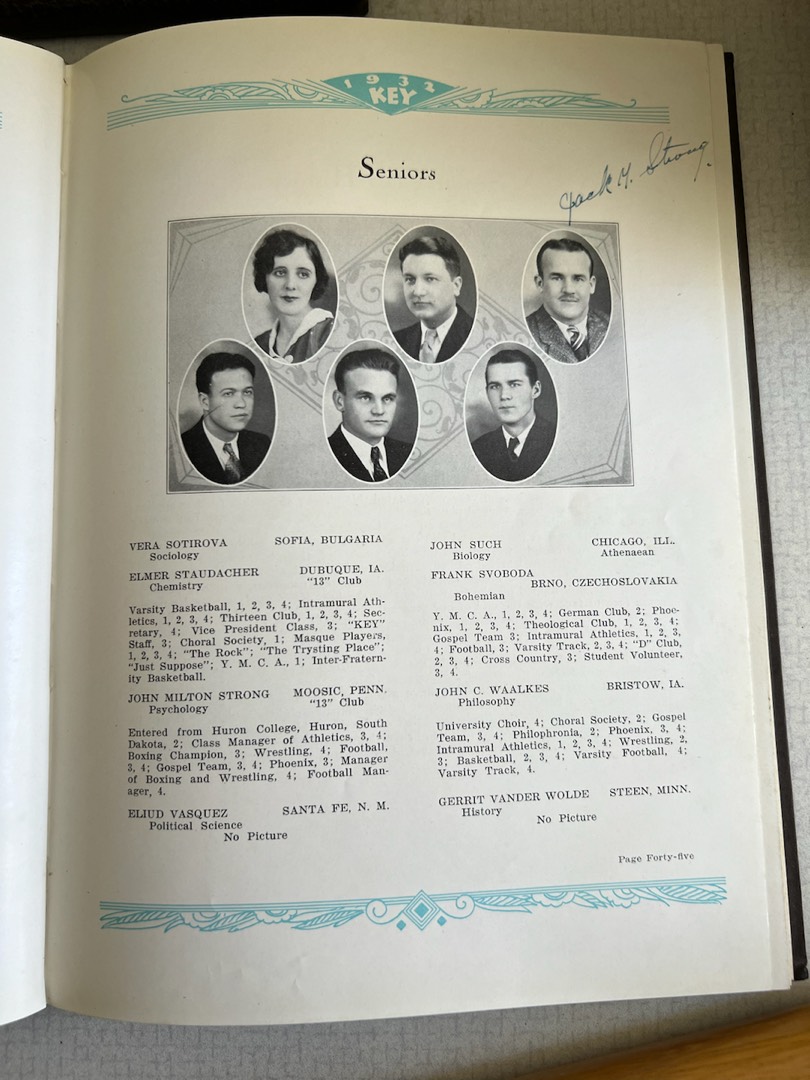 1932
KEY
Seniors
Jack M. Strong.
VERA SOTIROVA SOFIA, BULGARIA
Sociology
ELMER STAUDACHER DUBUQUE, IA.
Chemistry "13" Club
Varsity Basketball, 1, 2, 3, 4; Intramural Ath-
letics, 1, 2, 3, 4; Thirteen Club, 1, 2, 3, 4; Sec-
retary, 4; Vice President Class, 3; "KEY"
Staff, 3; Choral Society, 1; Masque Players,
1, 2, 3, 4; "The Rock"; "The Trysting Place";
"Just Suppose"; Y. M. C. A., 1; Inter-Fratern-
ity Basketball.
JOHN MILTON STRONG MOOSIC, PENN.
Psychology "13" Club
Entered from Huron College, Huron, South
Dakota, 2; Class Manager of Athletics, 3, 4;
Boxing Champion, 3; Wrestling, 4; Football,
3, 4; Gospel Team, 3, 4; Phoenix, 3; Manager
of Boxing and Wrestling, 4; Football Man-
ager, 4.
ELIUD VASQUEZ SANTA FE, N. M.
Political Science
No Picture
JOHN SUCH CHICAGO, ILL.
Biology Athenaean
FRANK SVOBODA
BRNO, CZECHOSLOVAKIA
Bohemian
Y. M. C. A., 1, 2, 3, 4; German Club, 2; Phoe-
nix, 1, 2, 3, 4; Theological Club, 1, 2, 3, 4;
Gospel Team 3; Intramural Athletics, 1, 2, 3,
4; Football, 3; Varsity Track, 2, 3, 4; "D" Club,
2, 3, 4; Cross Country, 3; Student Volunteer,
3, 4.
JOHN C. WAALKES BRISTOW, IA.
Philosophy
University Choir, 4; Choral Society, 2; Gospel
Team, 3, 4; Philophronia, 2; Phoenix, 3, 4;
Intramural Athletics, 1, 2, 3, 4; Wrestling, 2,
3; Basketball, 2, 3, 4; Varsity Football, 4;
Varsity Track, 4.
GERRIT VANDER WOLDE STEEN, MINN.
History
No Picture
Page Forty-five